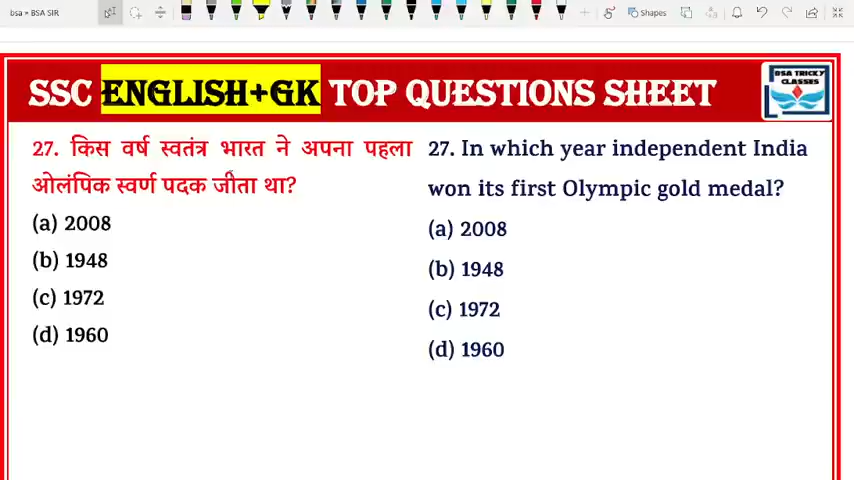 bsa = BSA SIR
Shapes
SSC ENGLISH+GK TOP QUESTIONS SHEET
BSA TRICKY
CLASSES
27. किस वर्ष स्वतंत्र भारत ने अपना पहला
ओलंपिक स्वर्ण पदक जीता था?
(a) 2008
(b) 1948
(c) 1972
(d) 1960
27. In which year independent India
won its first Olympic gold medal?
(a) 2008
(b) 1948
(c) 1972
(d) 1960